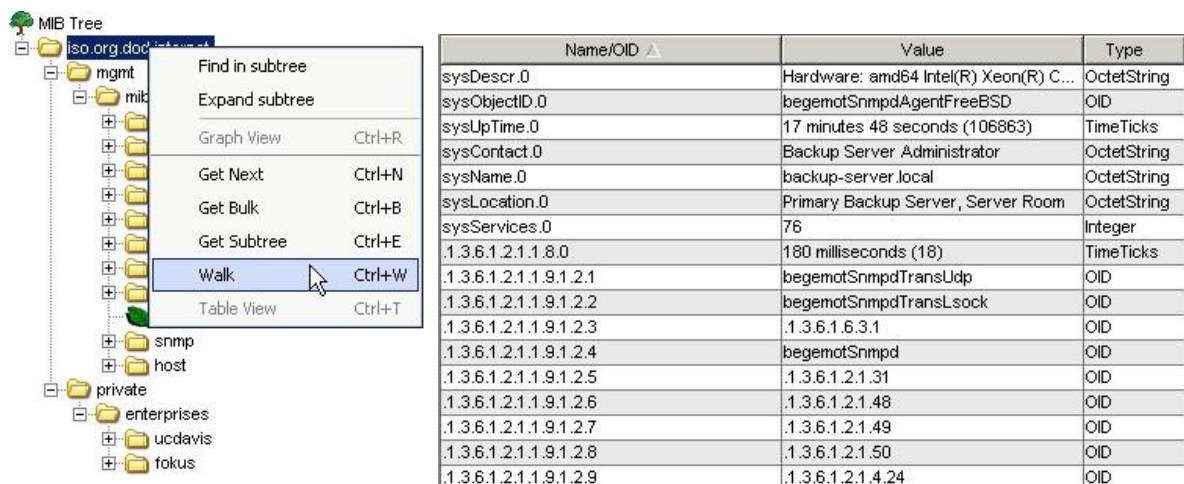 MIB Tree
iso.org.dod.internet
mgmt
mib
snmp
host
private
enterprises
ucdavis
fokus
Find in subtree
Expand subtree
Graph View Ctrl+R
Get Next Ctrl+N
Get Bulk Ctrl+B
Get Subtree Ctrl+E
Walk Ctrl+W
Table View Ctrl+T
Name/OID Value Type
sysDescr.0 Hardware: amd64 Intel(R) Xeon(R) C... OctetString
sysObjectID.0 begemotSnmpdAgentFreeBSD OID
sysUpTime.0 17 minutes 48 seconds (106863) TimeTicks
sysContact.0 Backup Server Administrator OctetString
sysName.0 backup-server.local OctetString
sysLocation.0 Primary Backup Server, Server Room OctetString
sysServices.0 76 Integer
.1.3.6.1.2.1.1.8.0 180 milliseconds (18) TimeTicks
.1.3.6.1.2.1.1.9.1.2.1 begemotSnmpdTransUdp OID
.1.3.6.1.2.1.1.9.1.2.2 begemotSnmpdTransLsock OID
.1.3.6.1.2.1.1.9.1.2.3 .1.3.6.1.6.3.1 OID
.1.3.6.1.2.1.1.9.1.2.4 begemotSnmpd OID
.1.3.6.1.2.1.1.9.1.2.5 .1.3.6.1.2.1.31 OID
.1.3.6.1.2.1.1.9.1.2.6 .1.3.6.1.2.1.48 OID
.1.3.6.1.2.1.1.9.1.2.7 .1.3.6.1.2.1.49 OID
.1.3.6.1.2.1.1.9.1.2.8 .1.3.6.1.2.1.50 OID
.1.3.6.1.2.1.1.9.1.2.9 .1.3.6.1.2.1.4.24 OID